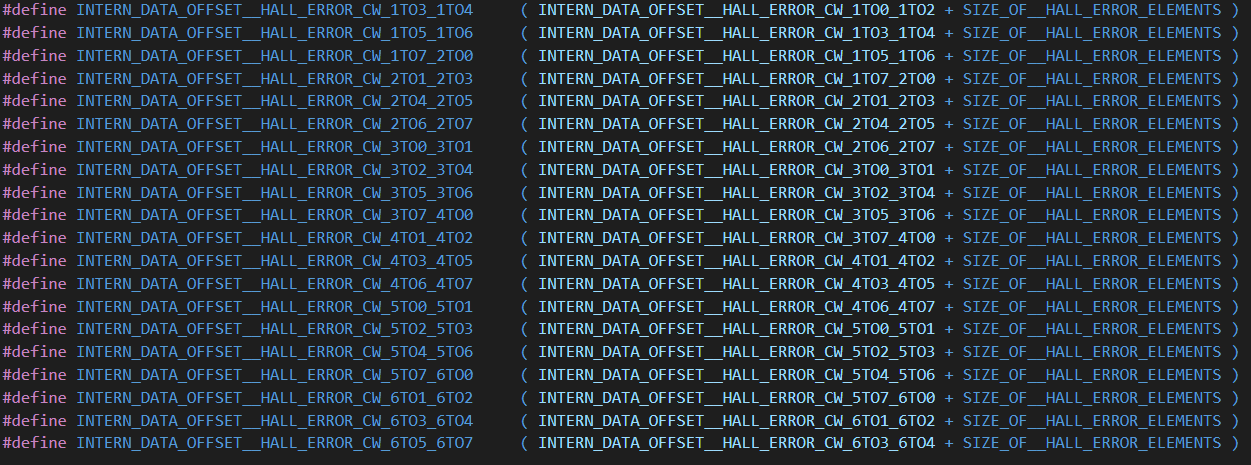 #define INTERN_DATA_OFFSET__HALL_ERROR_CW_1TO3_1TO4 ( INTERN_DATA_OFFSET__HALL_ERROR_CW_1TO0_1TO2 + SIZE_OF__HALL_ERROR_ELEMENTS )
#define INTERN_DATA_OFFSET__HALL_ERROR_CW_1TO5_1TO6 ( INTERN_DATA_OFFSET__HALL_ERROR_CW_1TO3_1TO4 + SIZE_OF__HALL_ERROR_ELEMENTS )
#define INTERN_DATA_OFFSET__HALL_ERROR_CW_1TO7_2TO0 ( INTERN_DATA_OFFSET__HALL_ERROR_CW_1TO5_1TO6 + SIZE_OF__HALL_ERROR_ELEMENTS )
#define INTERN_DATA_OFFSET__HALL_ERROR_CW_2TO1_2TO3 ( INTERN_DATA_OFFSET__HALL_ERROR_CW_1TO7_2TO0 + SIZE_OF__HALL_ERROR_ELEMENTS )
#define INTERN_DATA_OFFSET__HALL_ERROR_CW_2TO4_2TO5 ( INTERN_DATA_OFFSET__HALL_ERROR_CW_2TO1_2TO3 + SIZE_OF__HALL_ERROR_ELEMENTS )
#define INTERN_DATA_OFFSET__HALL_ERROR_CW_2TO6_2TO7 ( INTERN_DATA_OFFSET__HALL_ERROR_CW_2TO4_2TO5 + SIZE_OF__HALL_ERROR_ELEMENTS )
#define INTERN_DATA_OFFSET__HALL_ERROR_CW_3TO0_3TO1 ( INTERN_DATA_OFFSET__HALL_ERROR_CW_2TO6_2TO7 + SIZE_OF__HALL_ERROR_ELEMENTS )
#define INTERN_DATA_OFFSET__HALL_ERROR_CW_3TO2_3TO4 ( INTERN_DATA_OFFSET__HALL_ERROR_CW_3TO0_3TO1 + SIZE_OF__HALL_ERROR_ELEMENTS )
#define INTERN_DATA_OFFSET__HALL_ERROR_CW_3TO5_3TO6 ( INTERN_DATA_OFFSET__HALL_ERROR_CW_3TO2_3TO4 + SIZE_OF__HALL_ERROR_ELEMENTS )
#define INTERN_DATA_OFFSET__HALL_ERROR_CW_3TO7_4TO0 ( INTERN_DATA_OFFSET__HALL_ERROR_CW_3TO5_3TO6 + SIZE_OF__HALL_ERROR_ELEMENTS )
#define INTERN_DATA_OFFSET__HALL_ERROR_CW_4TO1_4TO2 ( INTERN_DATA_OFFSET__HALL_ERROR_CW_3TO7_4TO0 + SIZE_OF__HALL_ERROR_ELEMENTS )
#define INTERN_DATA_OFFSET__HALL_ERROR_CW_4TO3_4TO5 ( INTERN_DATA_OFFSET__HALL_ERROR_CW_4TO1_4TO2 + SIZE_OF__HALL_ERROR_ELEMENTS )
#define INTERN_DATA_OFFSET__HALL_ERROR_CW_4TO6_4TO7 ( INTERN_DATA_OFFSET__HALL_ERROR_CW_4TO3_4TO5 + SIZE_OF__HALL_ERROR_ELEMENTS )
#define INTERN_DATA_OFFSET__HALL_ERROR_CW_5TO0_5TO1 ( INTERN_DATA_OFFSET__HALL_ERROR_CW_4TO6_4TO7 + SIZE_OF__HALL_ERROR_ELEMENTS )
#define INTERN_DATA_OFFSET__HALL_ERROR_CW_5TO2_5TO3 ( INTERN_DATA_OFFSET__HALL_ERROR_CW_5TO0_5TO1 + SIZE_OF__HALL_ERROR_ELEMENTS )
#define INTERN_DATA_OFFSET__HALL_ERROR_CW_5TO4_5TO6 ( INTERN_DATA_OFFSET__HALL_ERROR_CW_5TO2_5TO3 + SIZE_OF__HALL_ERROR_ELEMENTS )
#define INTERN_DATA_OFFSET__HALL_ERROR_CW_5TO7_6TO0 ( INTERN_DATA_OFFSET__HALL_ERROR_CW_5TO4_5TO6 + SIZE_OF__HALL_ERROR_ELEMENTS )
#define INTERN_DATA_OFFSET__HALL_ERROR_CW_6TO1_6TO2 ( INTERN_DATA_OFFSET__HALL_ERROR_CW_5TO7_6TO0 + SIZE_OF__HALL_ERROR_ELEMENTS )
#define INTERN_DATA_OFFSET__HALL_ERROR_CW_6TO3_6TO4 ( INTERN_DATA_OFFSET__HALL_ERROR_CW_6TO1_6TO2 + SIZE_OF__HALL_ERROR_ELEMENTS )
#define INTERN_DATA_OFFSET__HALL_ERROR_CW_6TO5_6TO7 ( INTERN_DATA_OFFSET__HALL_ERROR_CW_6TO3_6TO4 + SIZE_OF__HALL_ERROR_ELEMENTS )